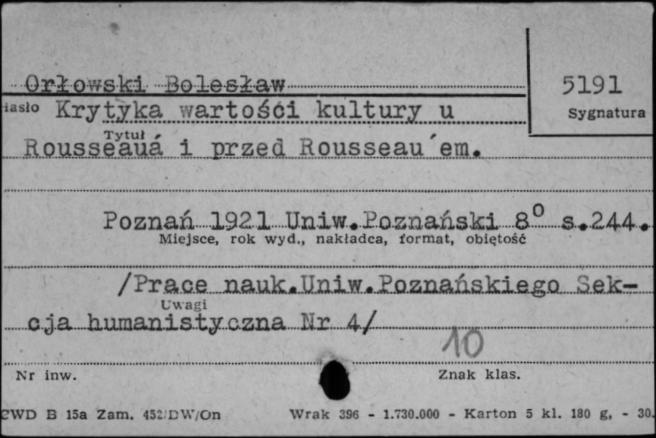 Orłowski Bolesław
5191
Hasło Krytyka wartości kultury u
Sygnatura
Tytuł
Rousseau'a i przed Rousseau'em.
Poznań 1921 Uniw.Poznański 8⁰ s.244.
Miejsce, rok wyd., nakładca, format, objętość
/Prace nauk.Uniw.Poznańskiego Sek-
Uwagi
cja humanistyczna Nr 4/
10
Nr inw.
Znak klas.
CWD B 15a Zam. 452/DW/On Wrak 396 - 1.730.000 - Karton 5 kl. 180 g. - 30.